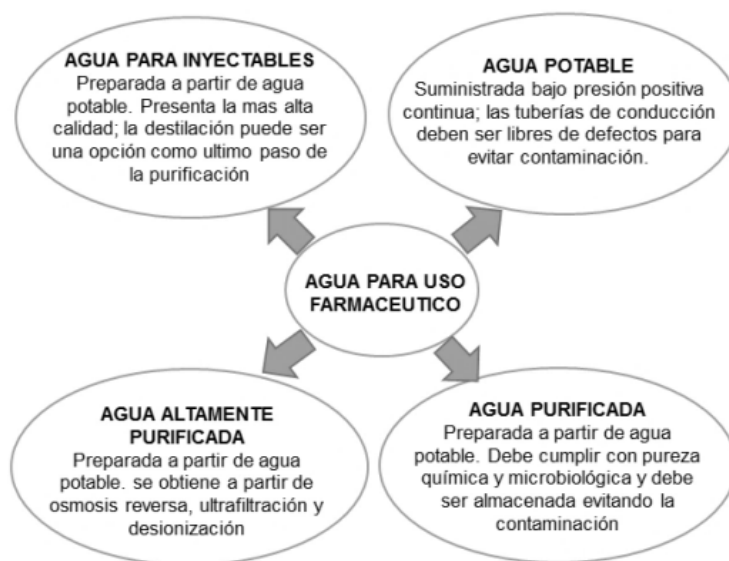 AGUA PARA INYECTABLES
Preparada a partir de agua
potable. Presenta la mas alta
calidad; la destilación puede ser
una opción como ultimo paso de
la purificación
AGUA POTABLE
Suministrada bajo presión positiva
continua; las tuberías de conducción
deben ser libres de defectos para
evitar contaminación.
AGUA PARA USO
FARMACEUTICO
AGUA ALTAMENTE
PURIFICADA
Preparada a partir de agua
potable. se obtiene a partir de
osmosis reversa, ultrafiltración y
desionización
AGUA PURIFICADA
Preparada a partir de agua
potable. Debe cumplir con pureza
química y microbiológica y debe
ser almacenada evitando la
contaminación